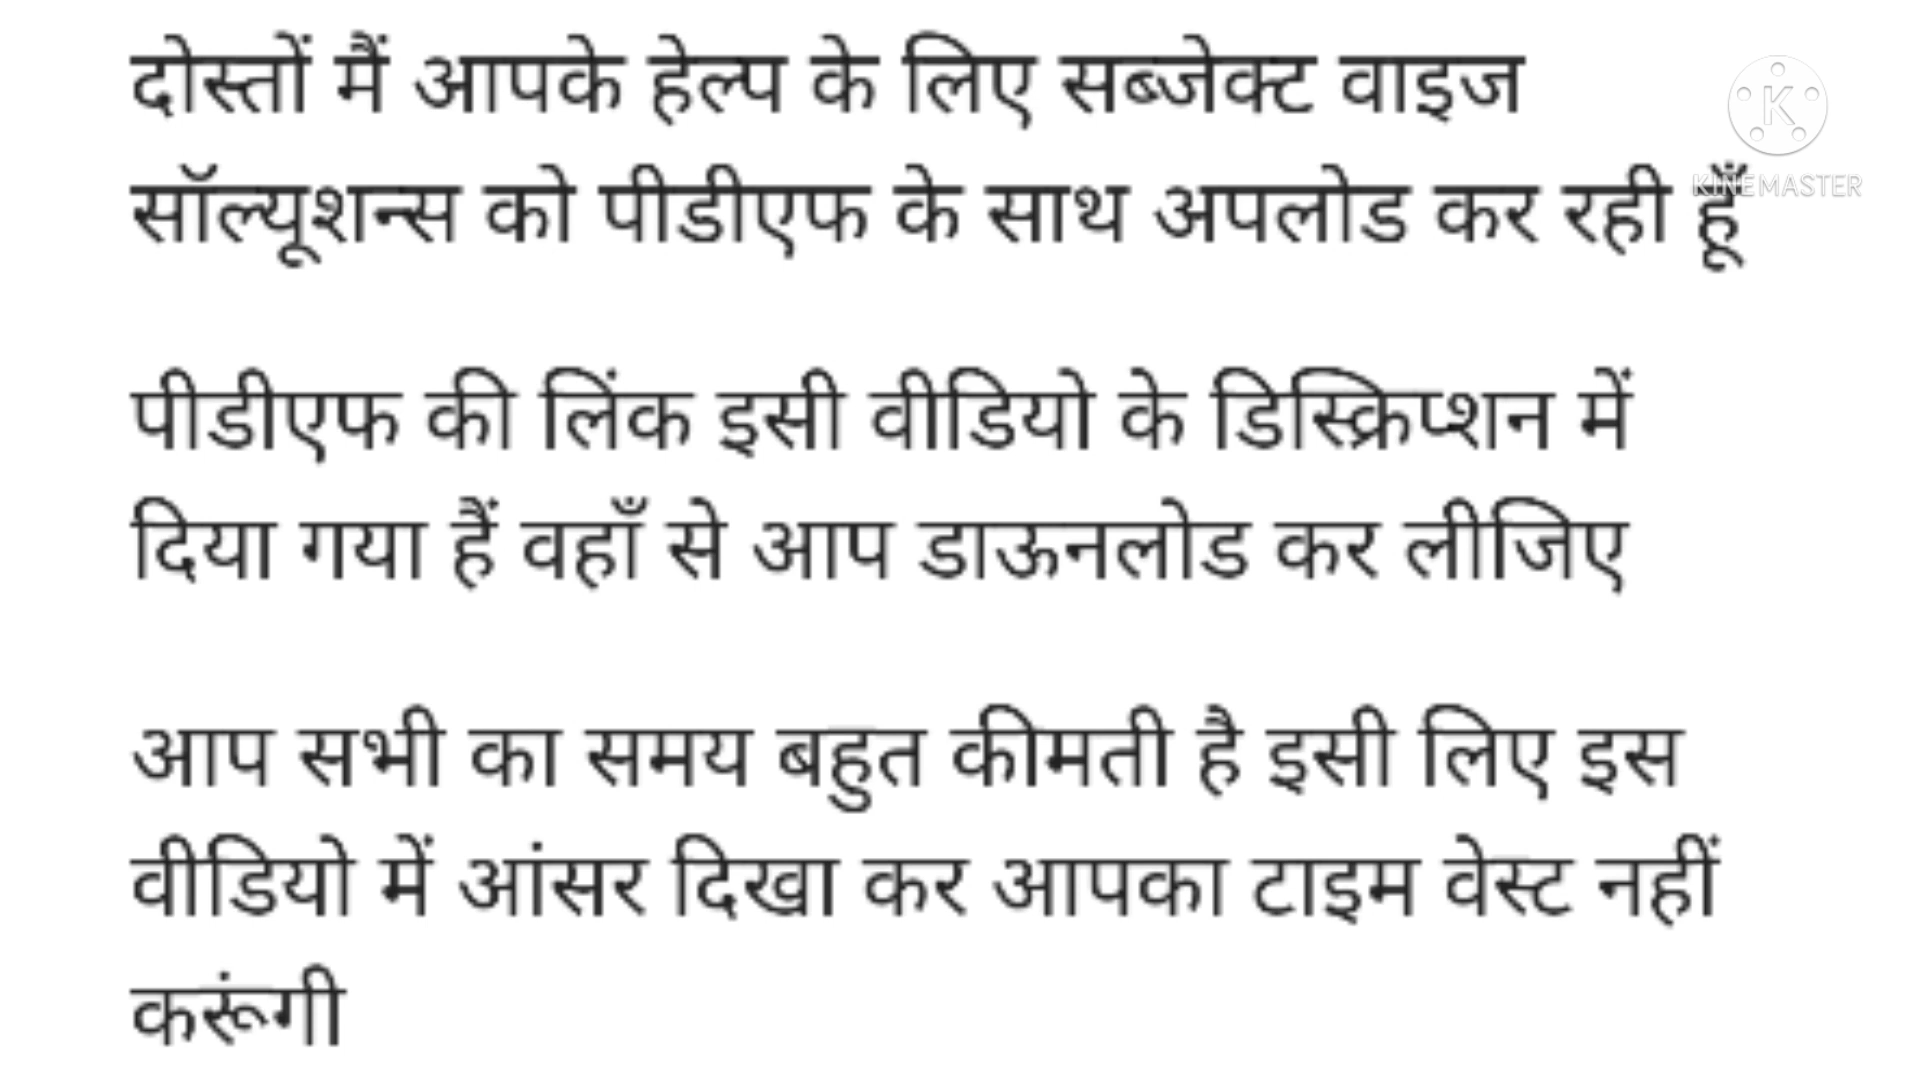 दोस्तों मैं आपके हेल्प के लिए सब्जेक्ट वाइज
सॉल्यूशन्स को पीडीएफ के साथ अपलोड कर रही हूँ
K
KINEMASTER
पीडीएफ की लिंक इसी वीडियो के डिस्क्रिप्शन में
दिया गया हैं वहाँ से आप डाऊनलोड कर लीजिए
आप सभी का समय बहुत कीमती है इसी लिए इस
वीडियो में आंसर दिखा कर आपका टाइम वेस्ट नहीं
करूंगी